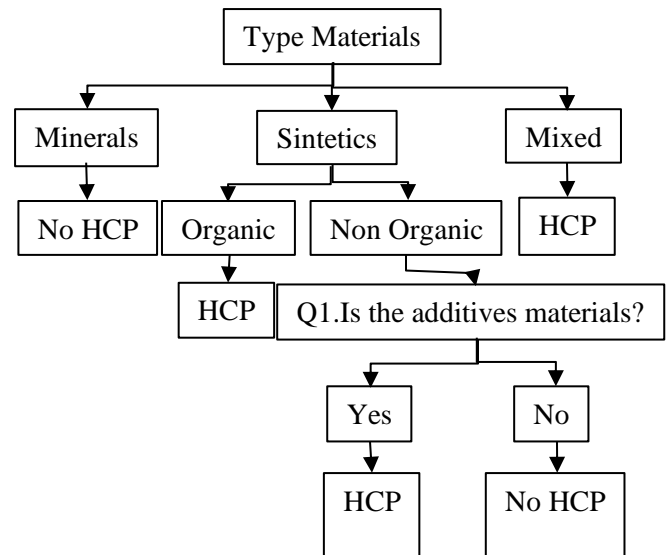 Type Materials
Minerals
Sintetics
Mixed
No HCP
Organic
Non Organic
HCP
HCP
Q1.Is the additives materials?
Yes
No
HCP
No HCP